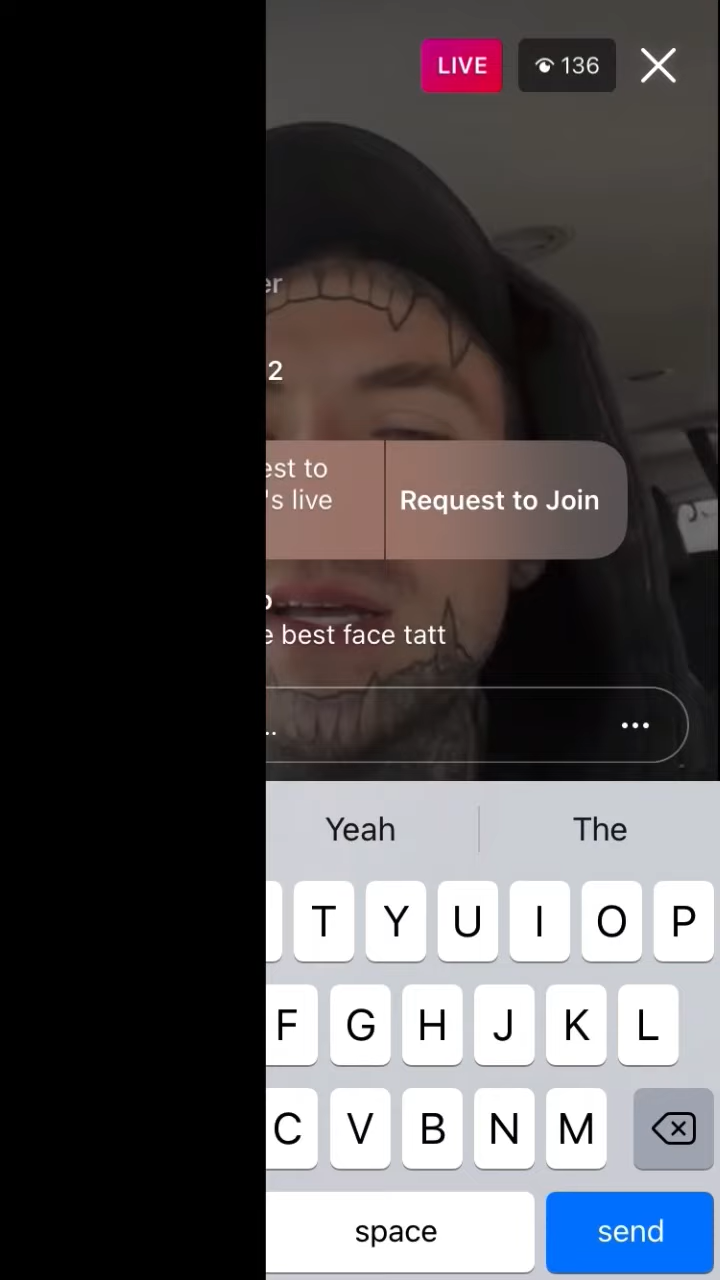 LIVE 136
er
2
est to
's live
Request to Join
e best face tatt
..
Yeah The
T Y U I O P
F G H J K L
C V B N M
space send